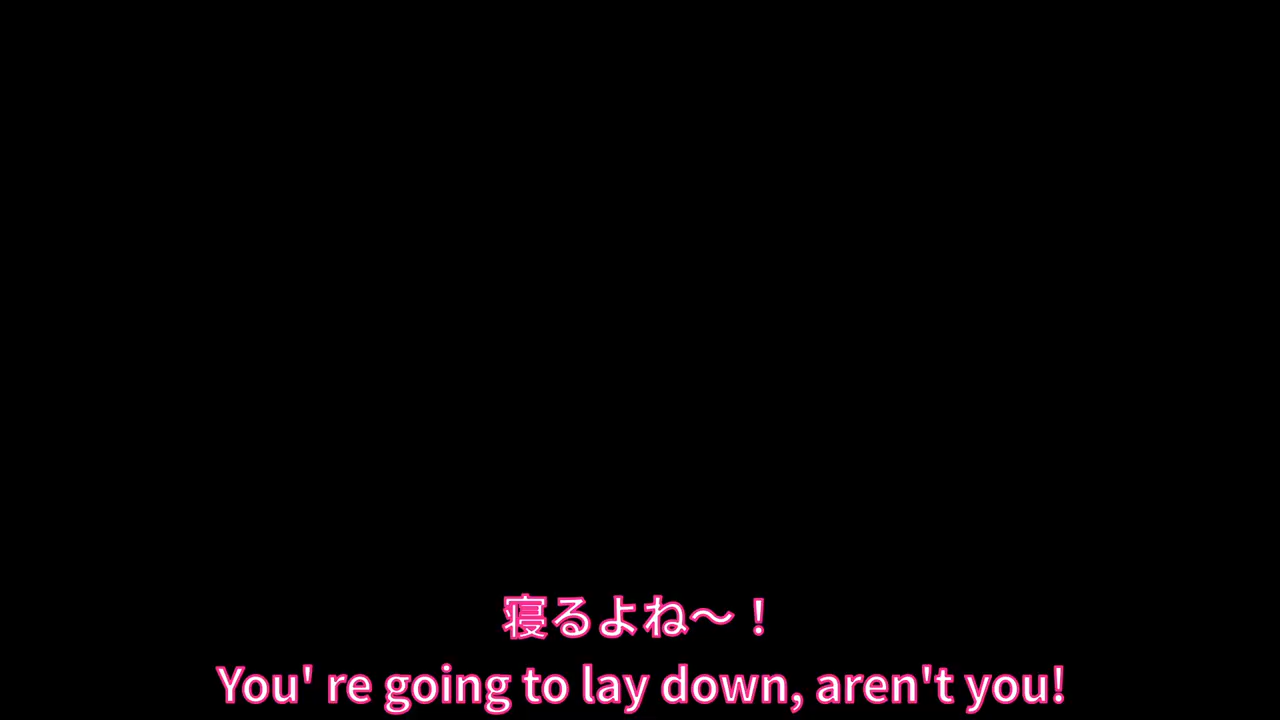 寝るよね〜！
You' re going to lay down, aren't you!